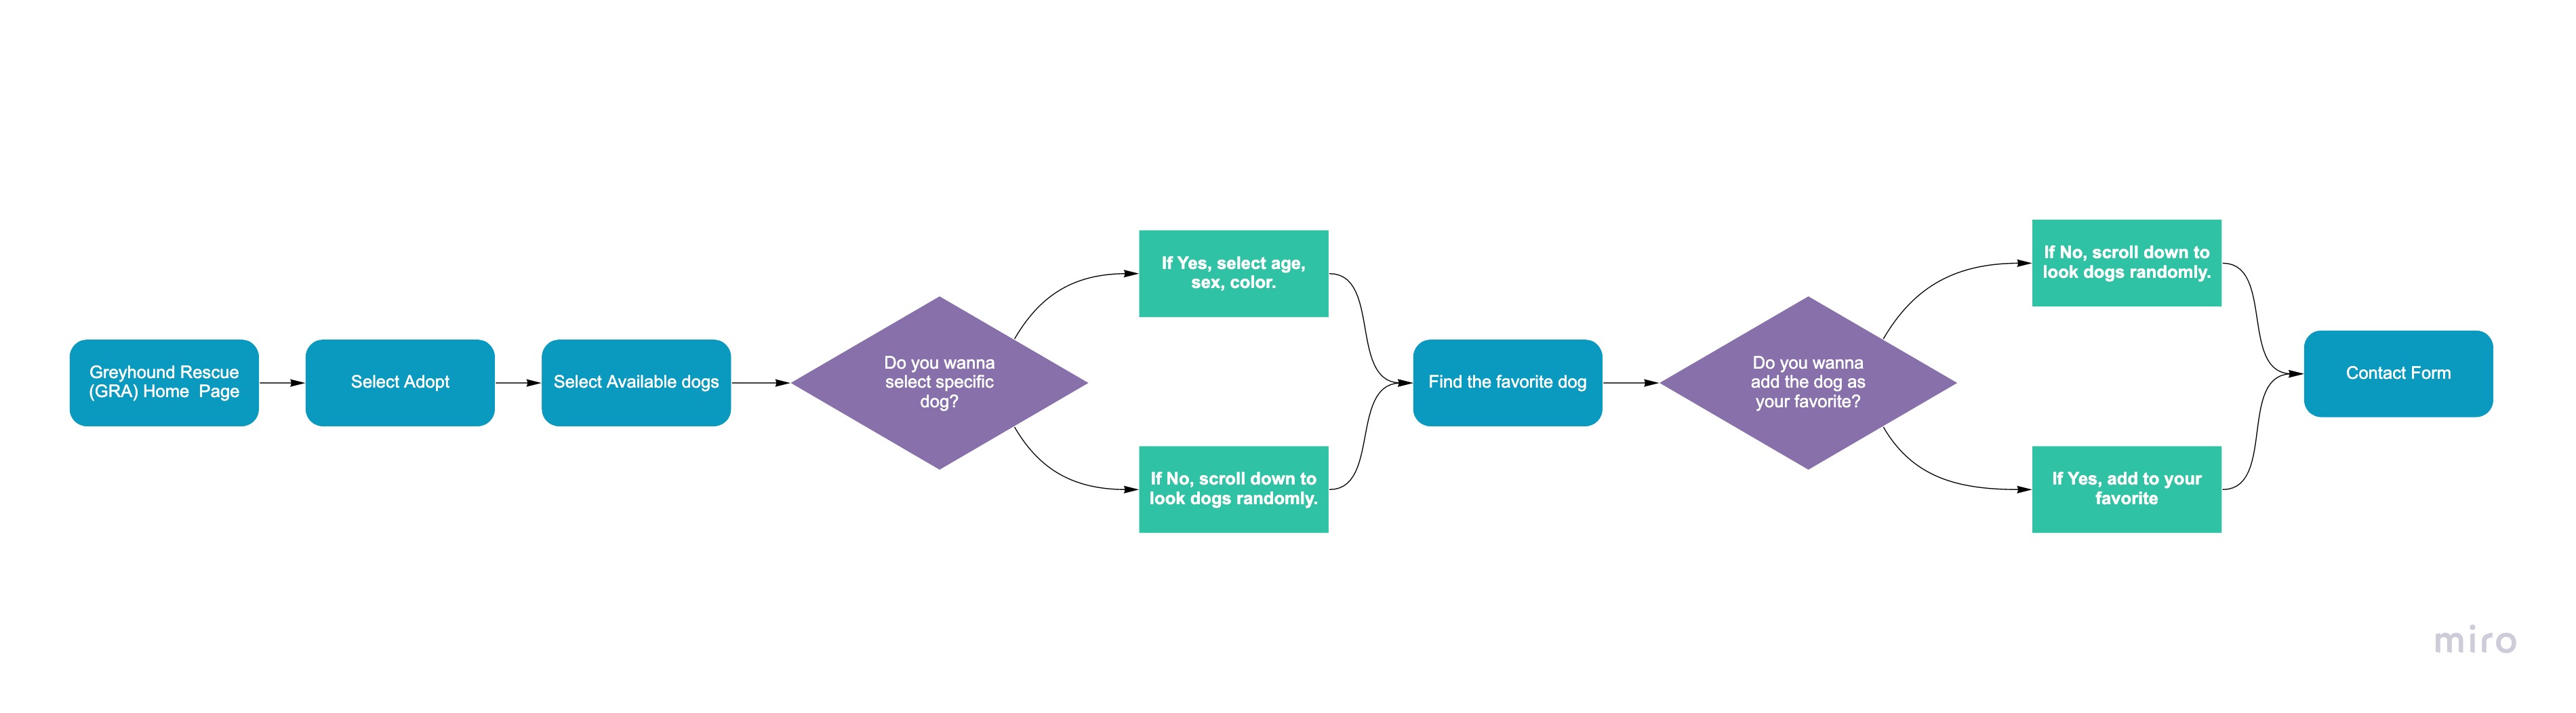 Greyhound Rescue
(GRA) Home  Page
Select Adopt
Select Available dogs
Do you wanna
select specific
dog?
If Yes, select age,
sex, color.
If No, scroll down to
look dogs randomly.
Find the favorite dog
Do you wanna
add the dog as
your favorite?
If No, scroll down to
look dogs randomly.
If Yes, add to your
favorite
Contact Form
miro